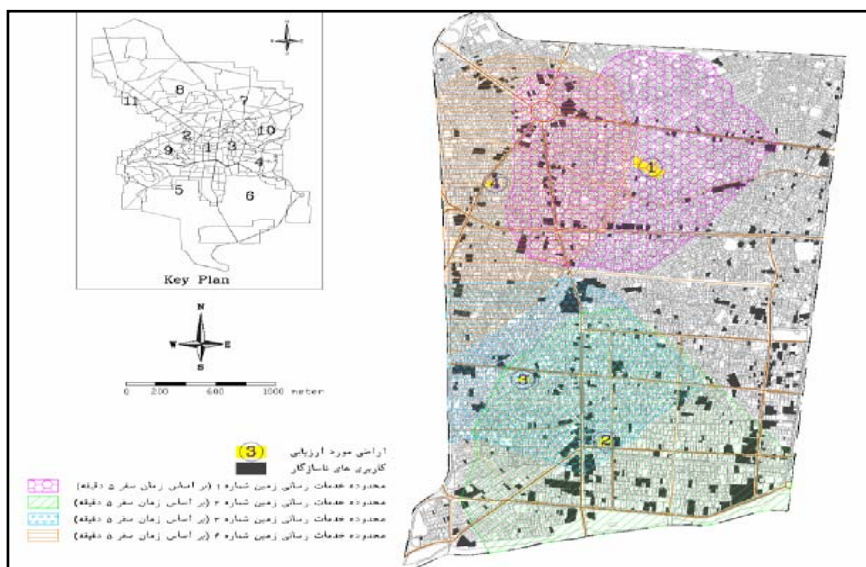 8
7
11
10
2
1
3
9
4
5
6
Key Plan
N
W E
S
0 200 600 1000 meter
3 اراضی مورد ارزیابی
کاربری های ناسازگار
محدوده خدمات رسانی زمین شماره ۱ (بر اساس زمان سفر ۵ دقیقه)
محدوده خدمات رسانی زمین شماره ۲ (بر اساس زمان سفر ۵ دقیقه)
محدوده خدمات رسانی زمین شماره ۳ (بر اساس زمان سفر ۵ دقیقه)
محدوده خدمات رسانی زمین شماره ۴ (بر اساس زمان سفر ۵ دقیقه)
1
4
3
2